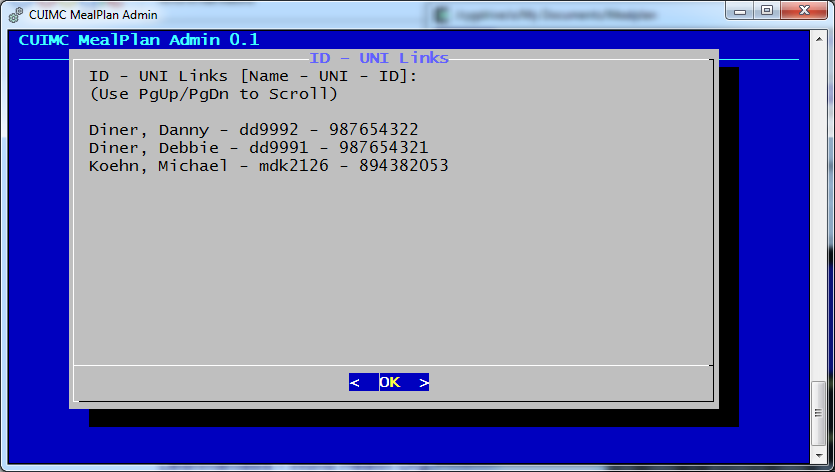 CUIMC MealPlan Admin
CUIMC MealPlan Admin 0.1
ID - UNI Links
ID - UNI Links [Name - UNI - ID]:
(Use PgUp/PgDn to Scroll)
Diner, Danny - dd9992 - 987654322
Diner, Debbie - dd9991 - 987654321
Koehn, Michael - mdk2126 - 894382053
< OK >